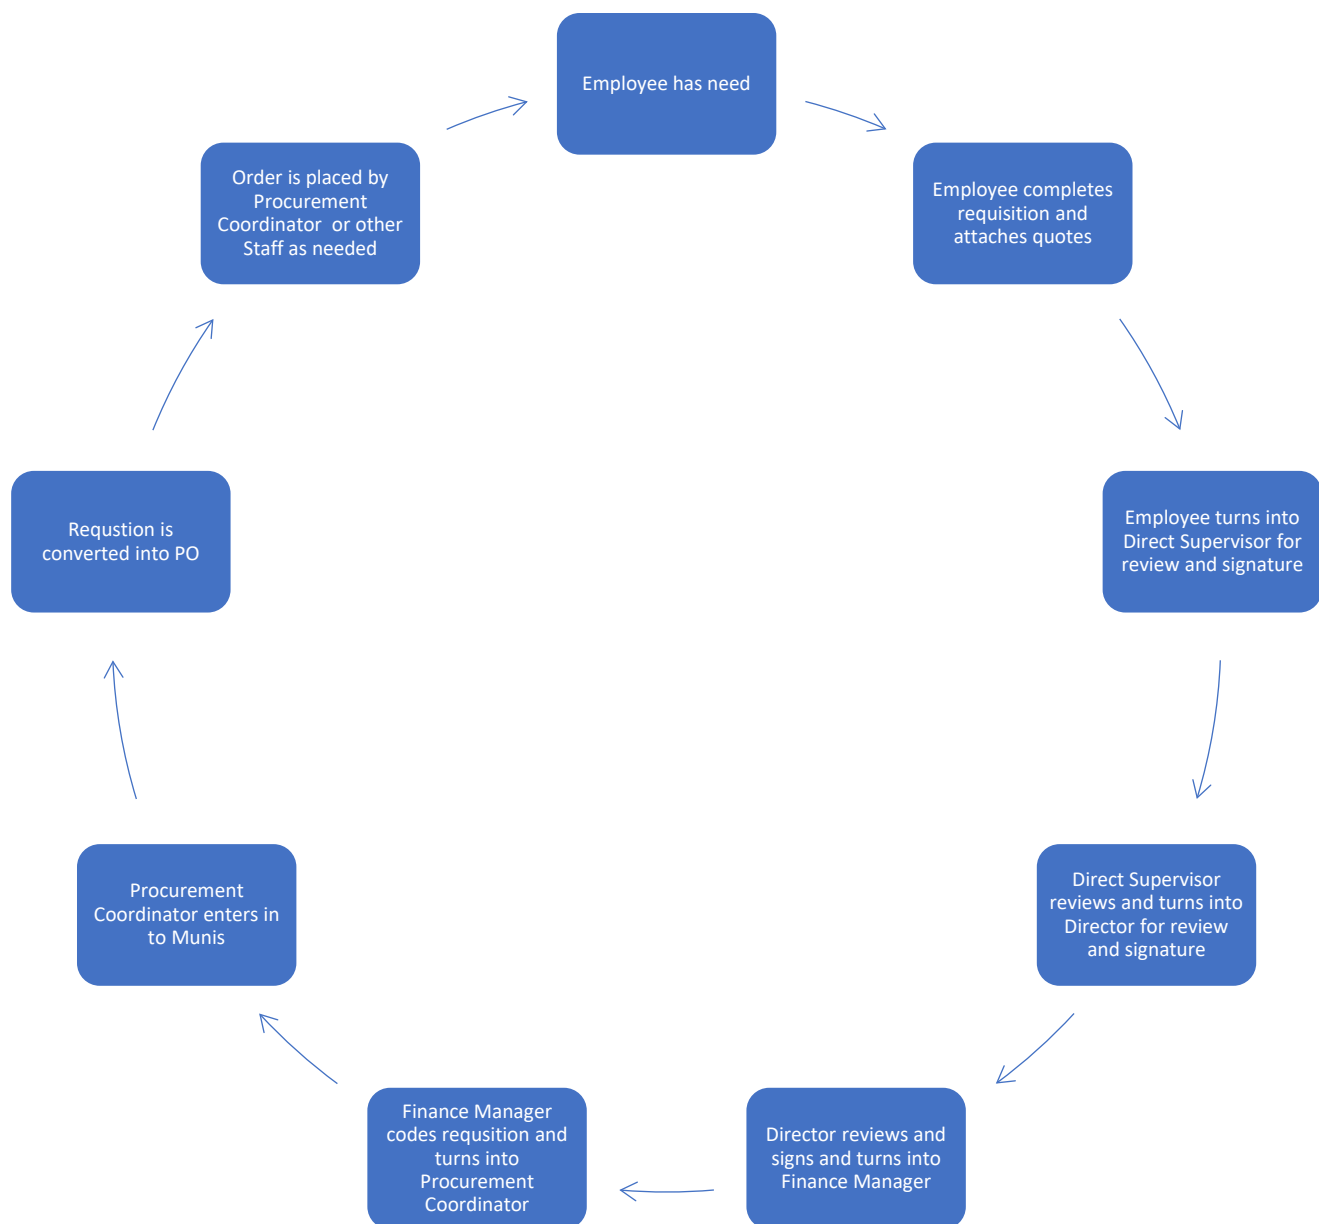 Employee has need
Employee completes
requisition and
attaches quotes
Employee turns into
Direct Supervisor for
review and signature
Direct Supervisor
reviews and turns into
Director for review
and signature
Director reviews and
signs and turns into
Finance Manager
Finance Manager
codes requsition and
turns into
Procurement
Coordinator
Procurement
Coordinator enters in
to Munis
Requstion is
converted into PO
Order is placed by
Procurement
Coordinator  or other
Staff as needed